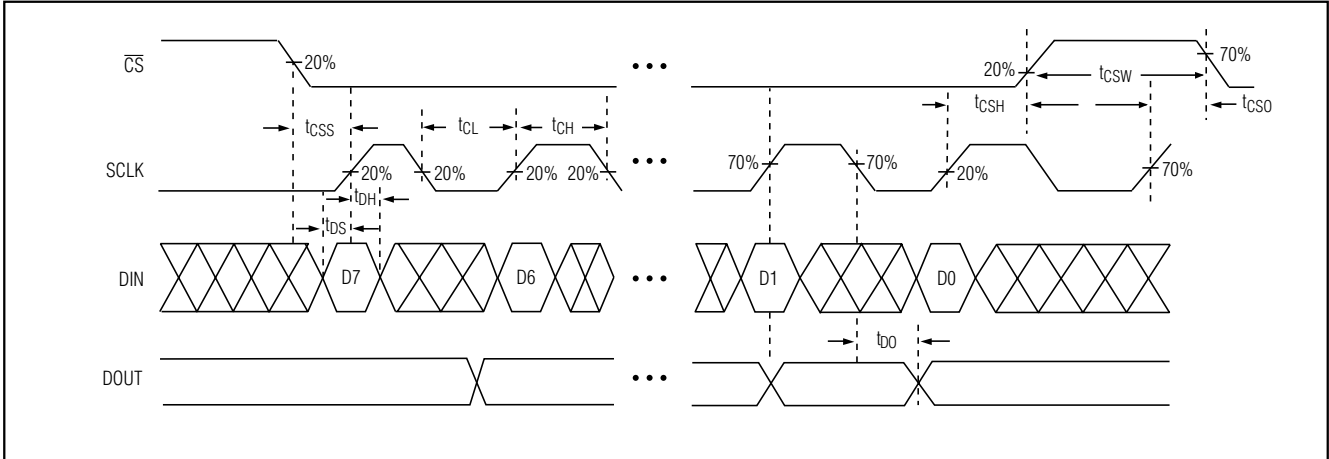 CS
20%
•••
20%
tCSW
70%
tCSS
tCL
tCH
tCSH
tCSO
SCLK
20%
20%
20%
20%
•••
70%
70%
20%
70%
tDH
tDS
DIN
D7
D6
•••
D1
D0
tDO
DOUT
•••